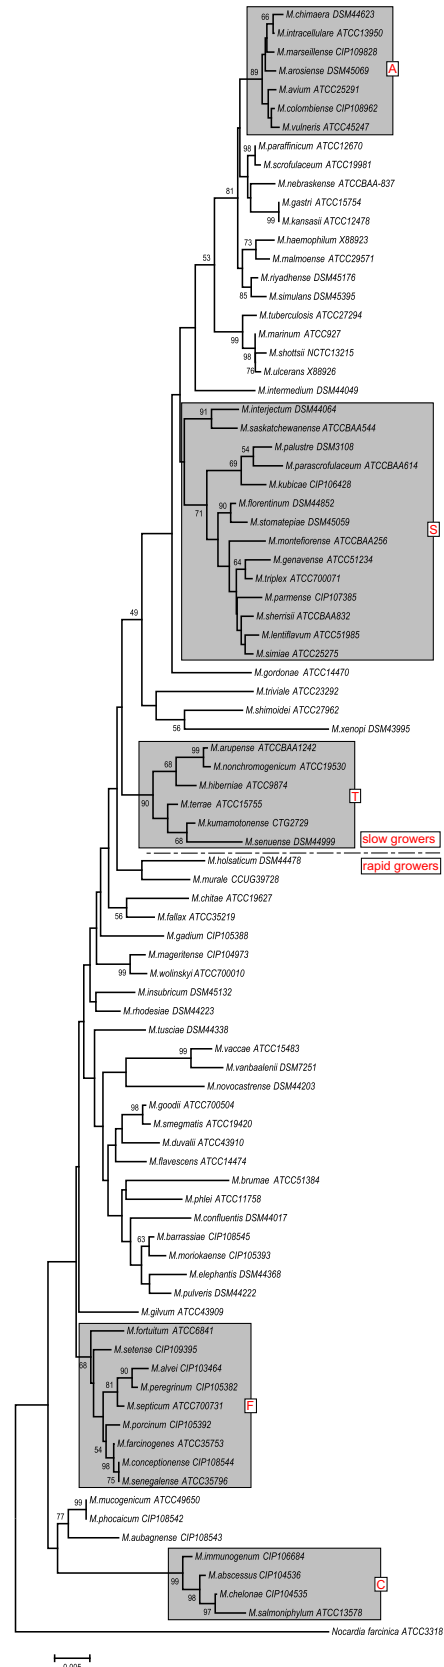 66
M.chimaera DSM44623
M.intracellulare ATCC13950
M.marseillense CIP109828
A
89
M.arosiense DSM45069
M.avium ATCC25291
M.colombiense CIP108962
M.vulneris ATCC45247
98
M.paraffinicum ATCC12670
M.scrofulaceum ATCC19981
M.nebraskense ATCCBAA-837
81
M.gastri ATCC15754
99
M.kansasii ATCC12478
73
M.haemophilum X88923
53
M.malmoense ATCC29571
M.riyadhense DSM45176
85
M.simulans DSM45395
M.tuberculosis ATCC27294
99
M.marinum ATCC927
98
M.shottsii NCTC13215
76
M.ulcerans X88926
M.intermedium DSM44049
91
M.interjectum DSM44064
M.saskatchewanense ATCCBAA544
54
M.palustre DSM3108
69
M.parascrofulaceum ATCCBAA614
M.kubicae CIP106428
90
M.florentinum DSM44852
71
M.stomatepiae DSM45059
S
M.montefiorense ATCCBAA256
64
M.genavense ATCC51234
M.triplex ATCC700071
M.parmense CIP107385
49
M.sherrisii ATCCBAA832
M.lentiflavum ATCC51985
M.simiae ATCC25275
M.gordonae ATCC14470
M.triviale ATCC23292
M.shimoidei ATCC27962
56
M.xenopi DSM43995
99
M.arupense ATCCBAA1242
68
M.nonchromogenicum ATCC19530
M.hiberniae ATCC9874
T
90
M.terrae ATCC15755
M.kumamotonense CTG2729
68
M.senuense DSM44999
slow growers
rapid growers
M.holsaticum DSM44478
M.murale CCUG39728
M.chitae ATCC19627
56
M.fallax ATCC35219
M.gadium CIP105388
M.mageritense CIP104973
99
M.wolinskyi ATCC700010
M.insubricum DSM45132
M.rhodesiae DSM44223
M.tusciae DSM44338
99
M.vaccae ATCC15483
M.vanbaalenii DSM7251
M.novocastrense DSM44203
98
M.goodii ATCC700504
M.smegmatis ATCC19420
M.duvalii ATCC43910
M.flavescens ATCC14474
M.brumae ATCC51384
M.phlei ATCC11758
M.confluentis DSM44017
63
M.barrassiae CIP108545
M.moriokaense CIP105393
M.elephantis DSM44368
M.pulveris DSM44222
M.gilvum ATCC43909
M.fortuitum ATCC6841
68
M.setense CIP109395
90
M.alvei CIP103464
81
M.peregrinum CIP105382
M.septicum ATCC700731
F
M.porcinum CIP105392
54
M.farcinogenes ATCC35753
98
M.conceptionense CIP108544
75
M.senegalense ATCC35796
99
M.mucogenicum ATCC49650
77
M.phocaicum CIP108542
M.aubagnense CIP108543
M.immunogenum CIP106684
99
M.abscessus CIP104536
C
98
M.chelonae CIP104535
97
M.salmoniphylum ATCC13578
Nocardia farcinica ATCC3318
0.005